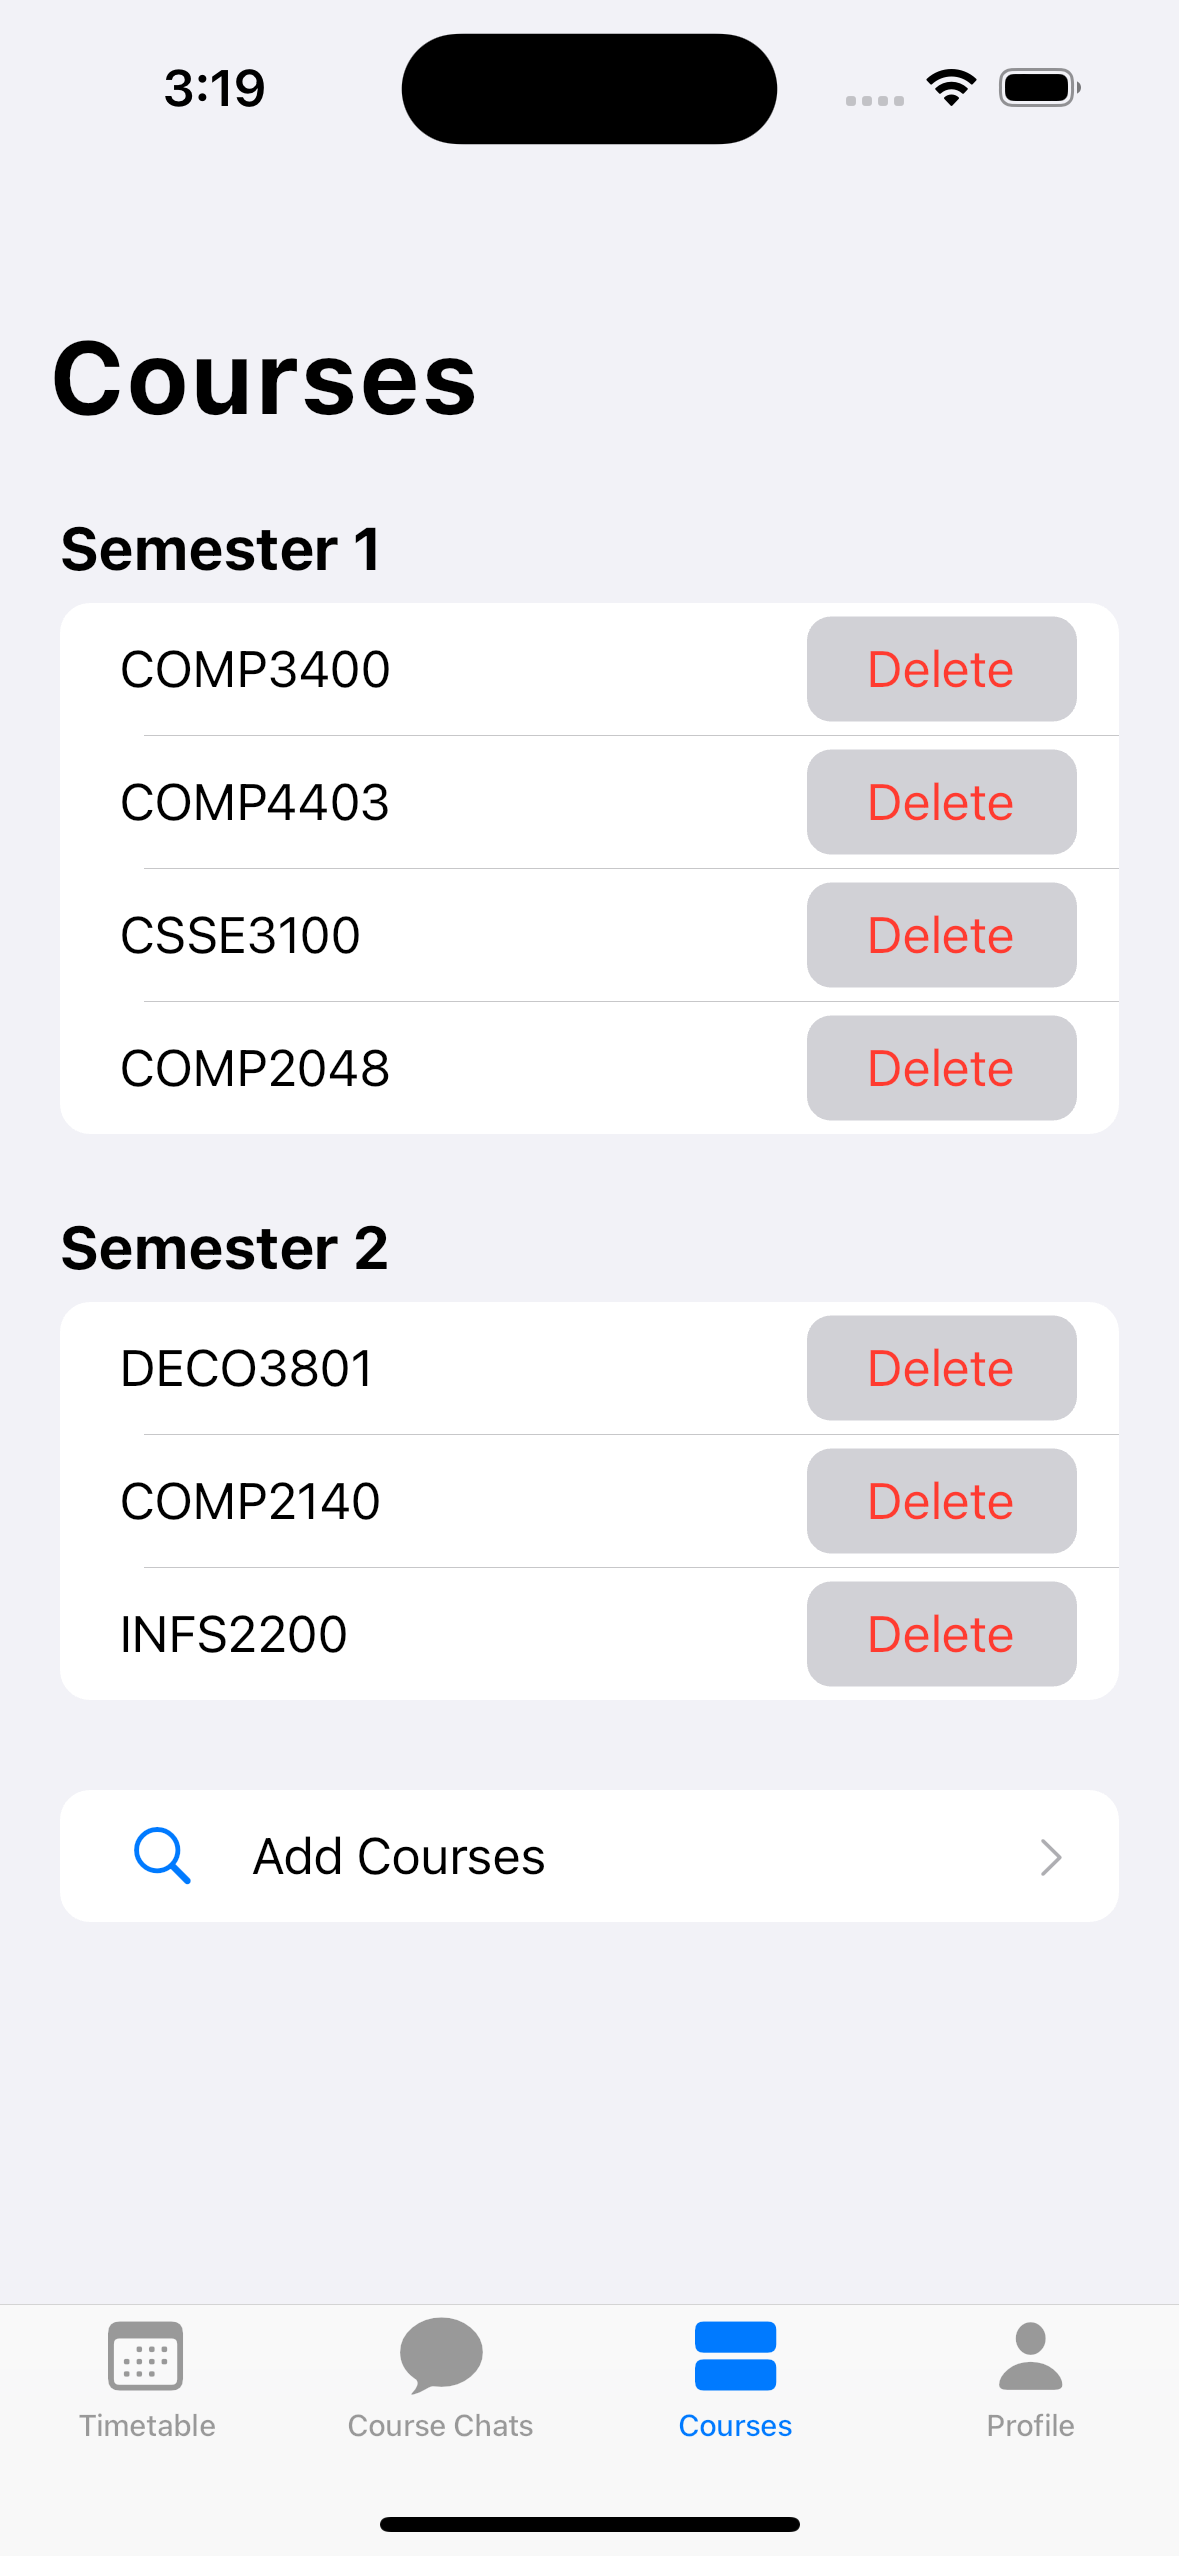 3:19
Courses
Semester 1
COMP3400 Delete
COMP4403 Delete
CSSE3100 Delete
COMP2048 Delete
Semester 2
DECO3801 Delete
COMP2140 Delete
INFS2200 Delete
Add Courses
Timetable Course Chats Courses Profile